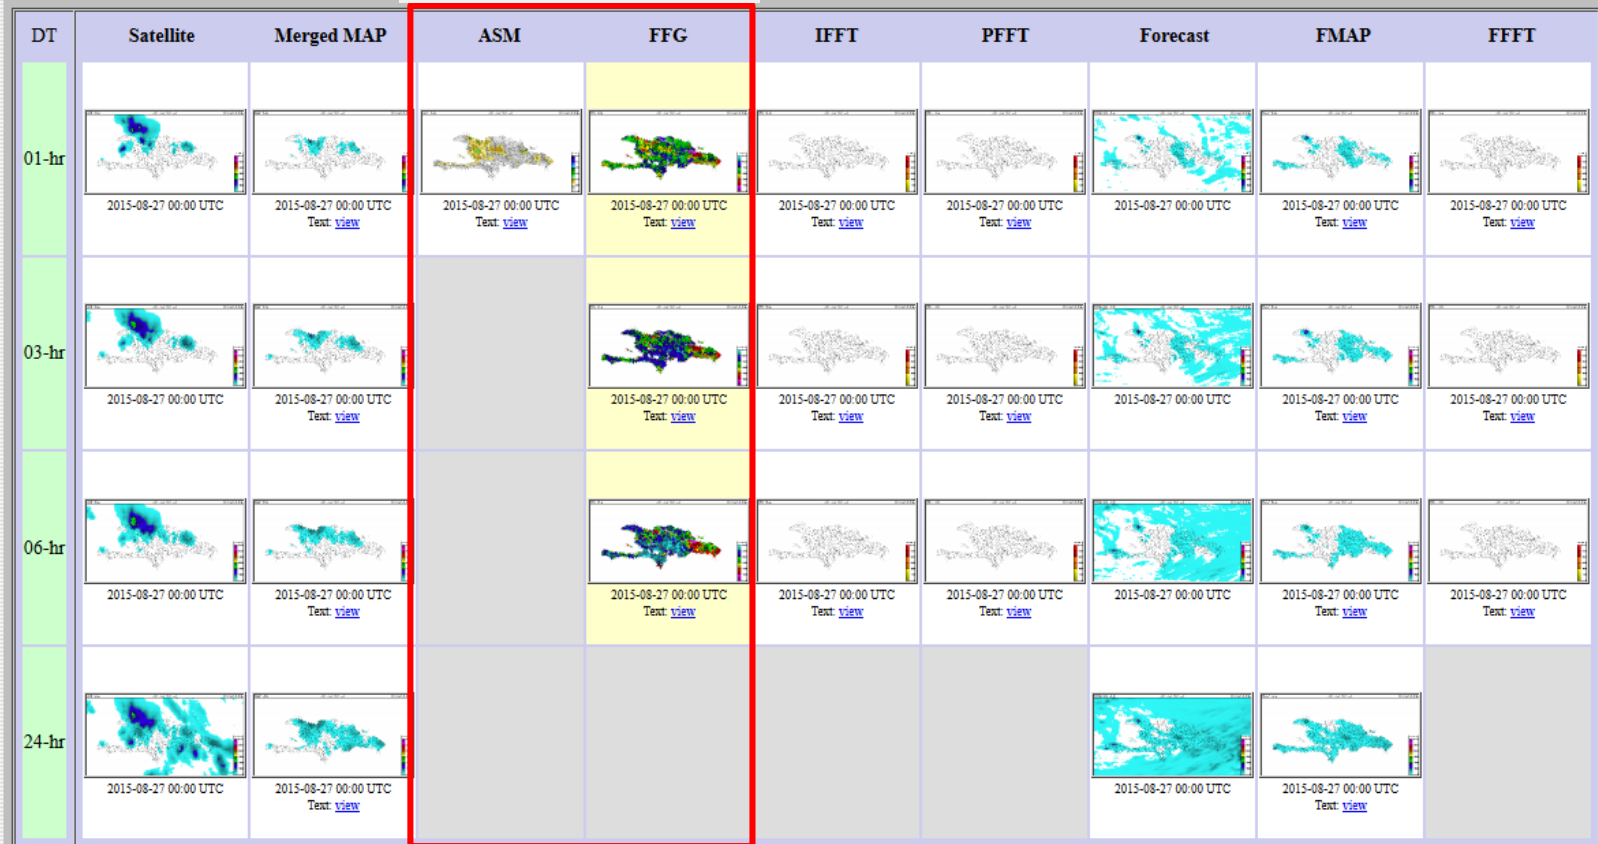 DT Satellite Merged MAP ASM FFG IFFT PFFT Forecast FMAP FFFT
01-hr
2015-08-27 00:00 UTC 2015-08-27 00:00 UTC 2015-08-27 00:00 UTC 2015-08-27 00:00 UTC 2015-08-27 00:00 UTC 2015-08-27 00:00 UTC 2015-08-27 00:00 UTC 2015-08-27 00:00 UTC 2015-08-27 00:00 UTC
Text: view Text: view Text: view Text: view Text: view Text: view Text: view
03-hr
2015-08-27 00:00 UTC 2015-08-27 00:00 UTC 2015-08-27 00:00 UTC 2015-08-27 00:00 UTC 2015-08-27 00:00 UTC 2015-08-27 00:00 UTC 2015-08-27 00:00 UTC 2015-08-27 00:00 UTC
Text: view Text: view Text: view Text: view Text: view Text: view
06-hr
2015-08-27 00:00 UTC 2015-08-27 00:00 UTC 2015-08-27 00:00 UTC 2015-08-27 00:00 UTC 2015-08-27 00:00 UTC 2015-08-27 00:00 UTC 2015-08-27 00:00 UTC 2015-08-27 00:00 UTC
Text: view Text: view Text: view Text: view Text: view Text: view
24-hr
2015-08-27 00:00 UTC 2015-08-27 00:00 UTC 2015-08-27 00:00 UTC 2015-08-27 00:00 UTC
Text: view Text: view